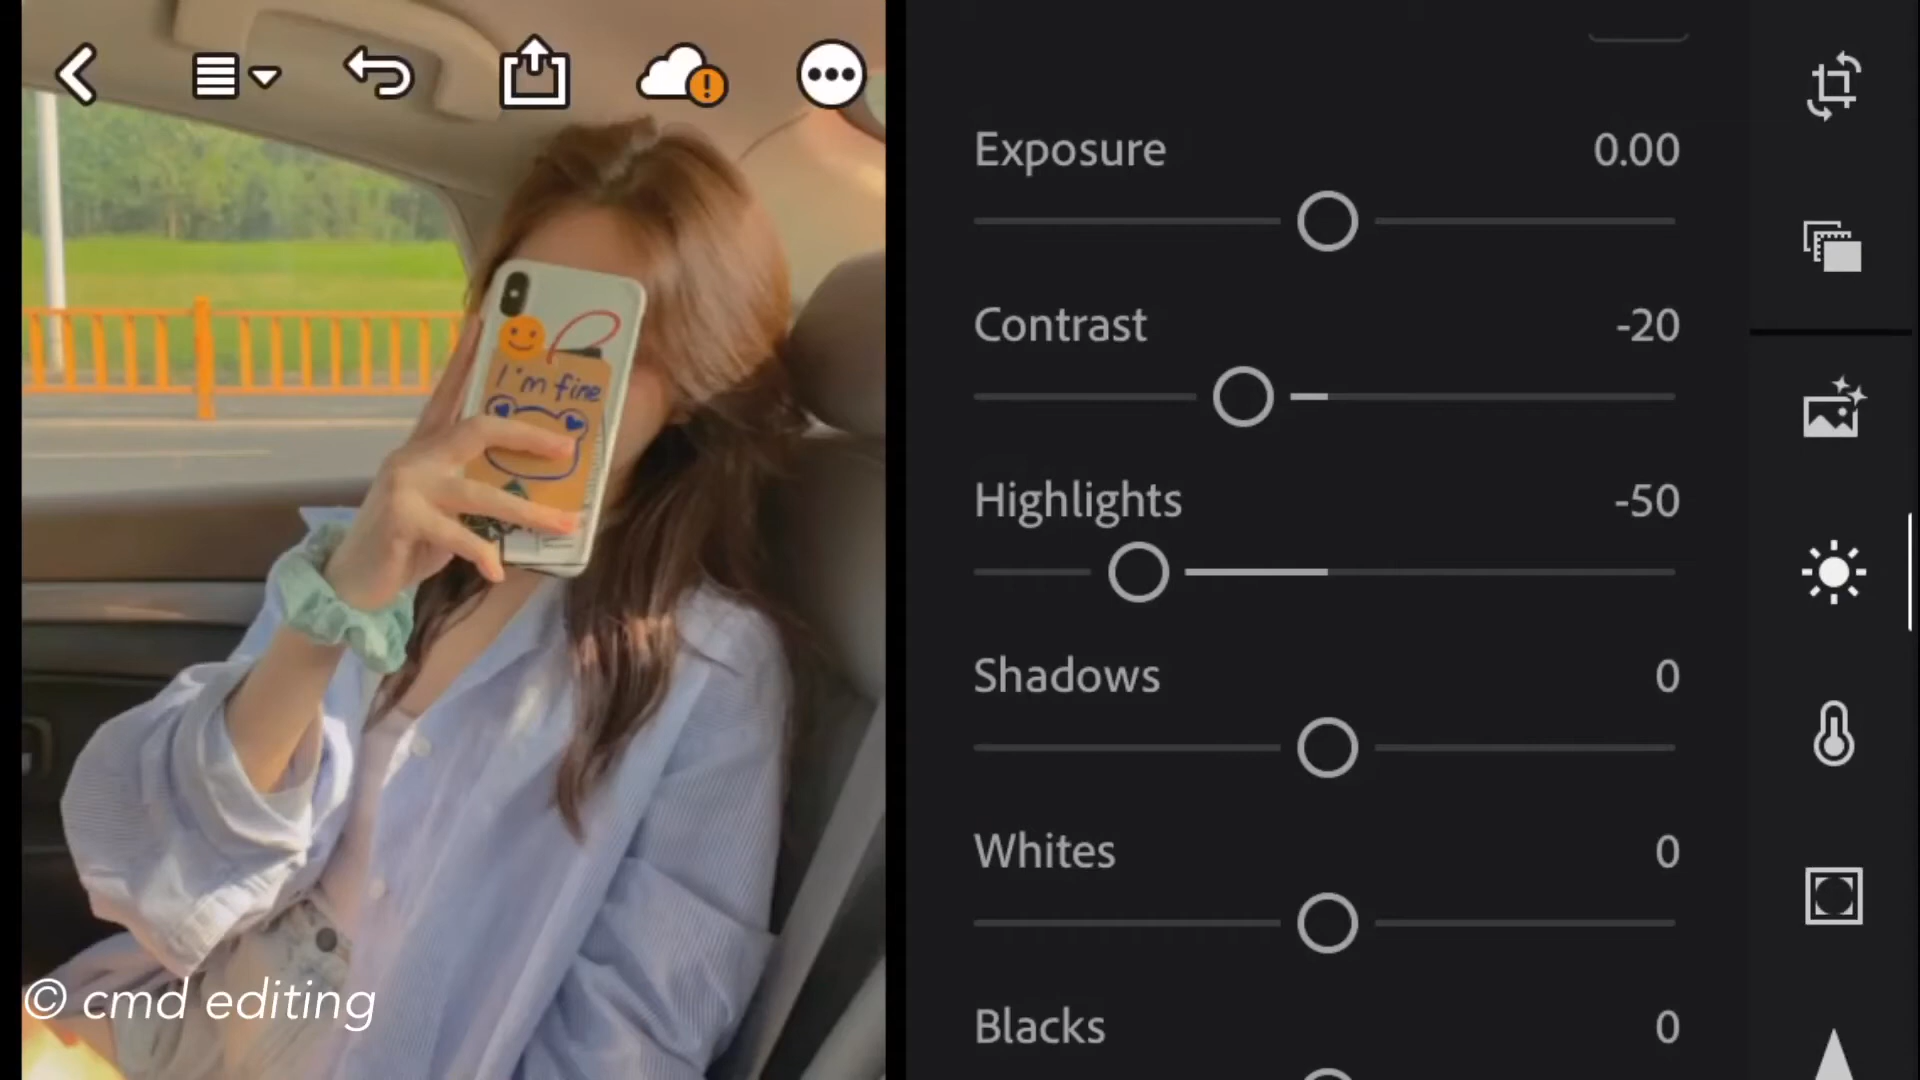 Exposure 0.00
Contrast -20
Highlights -50
Shadows 0
Whites 0
Blacks 0
I'm fine
© cmd editing